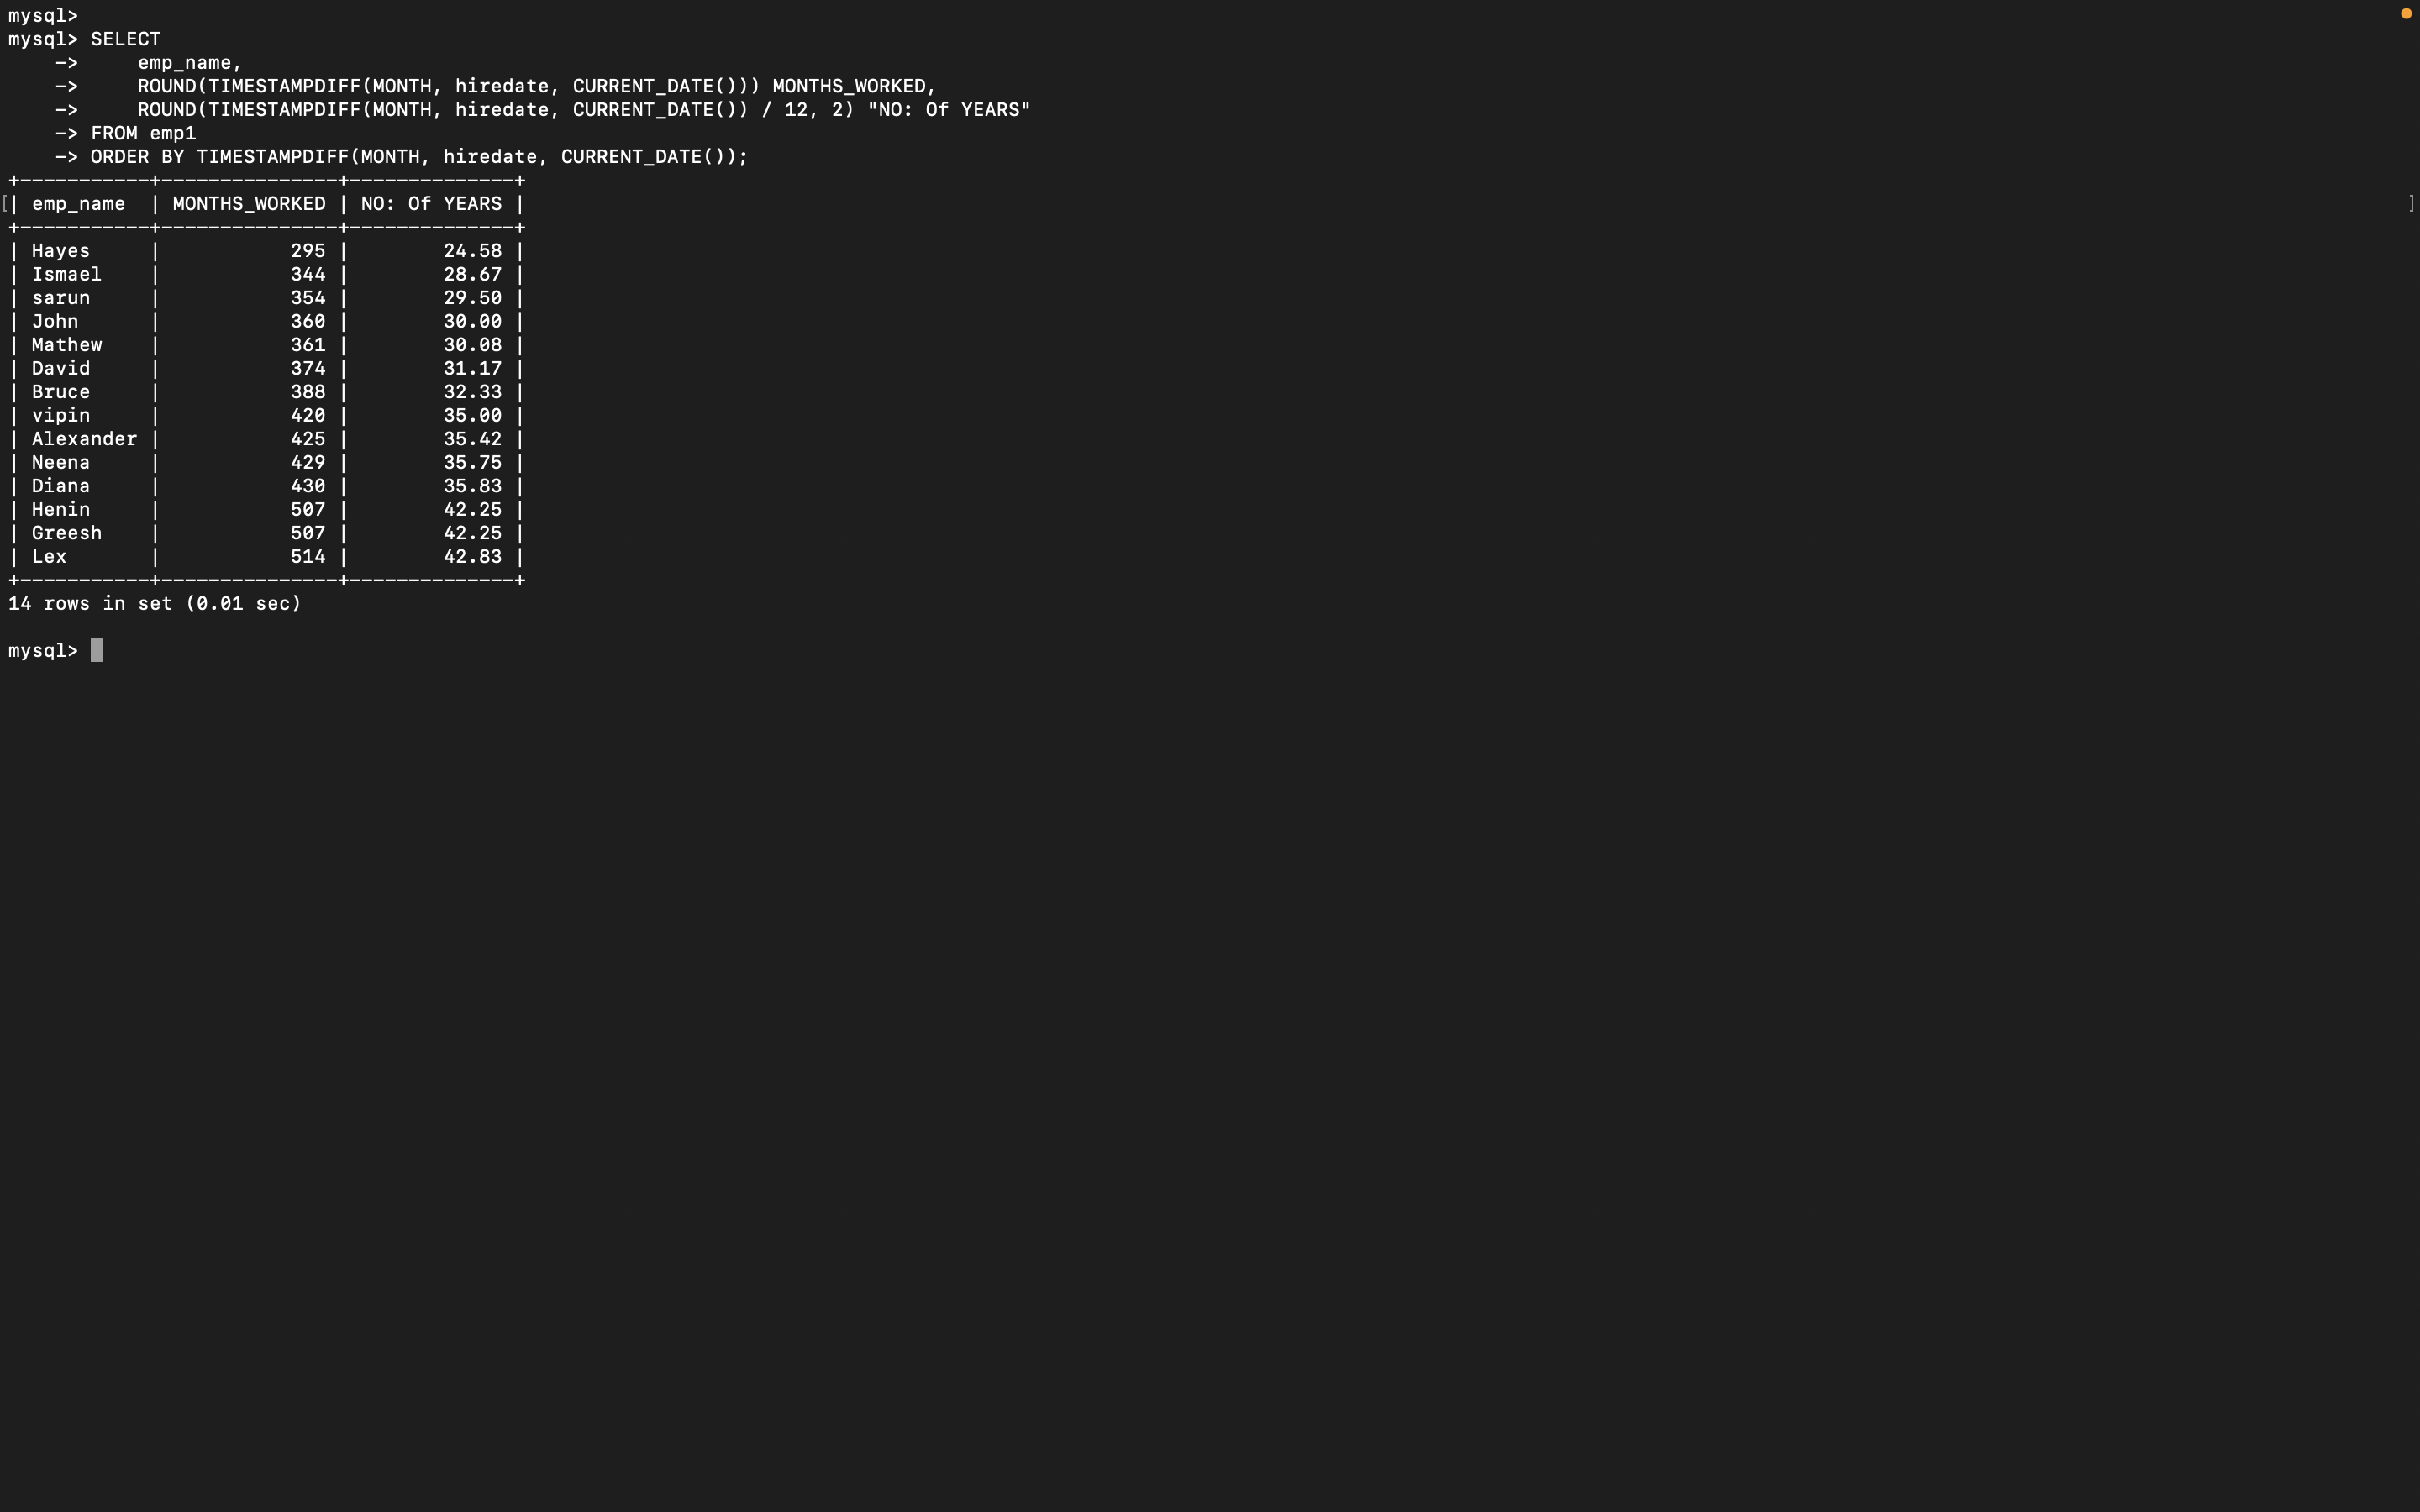 mysql>
mysql> SELECT
    ->     emp_name,
    ->     ROUND(TIMESTAMPDIFF(MONTH, hiredate, CURRENT_DATE())) MONTHS_WORKED,
    ->     ROUND(TIMESTAMPDIFF(MONTH, hiredate, CURRENT_DATE()) / 12, 2) "NO: Of YEARS"
    -> FROM emp1
    -> ORDER BY TIMESTAMPDIFF(MONTH, hiredate, CURRENT_DATE());
+-----------+---------------+--------------+
[| emp_name  | MONTHS_WORKED | NO: Of YEARS | ]
+-----------+---------------+--------------+
| Hayes     |           295 |        24.58 |
| Ismael    |           344 |        28.67 |
| sarun     |           354 |        29.50 |
| John      |           360 |        30.00 |
| Mathew    |           361 |        30.08 |
| David     |           374 |        31.17 |
| Bruce     |           388 |        32.33 |
| vipin     |           420 |        35.00 |
| Alexander |           425 |        35.42 |
| Neena     |           429 |        35.75 |
| Diana     |           430 |        35.83 |
| Henin     |           507 |        42.25 |
| Greesh    |           507 |        42.25 |
| Lex       |           514 |        42.83 |
+-----------+---------------+--------------+
14 rows in set (0.01 sec)
mysql>